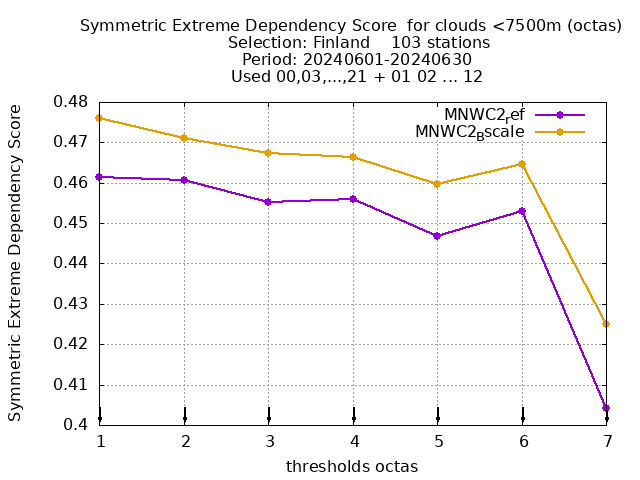 Symmetric Extreme Dependency Score  for clouds <7500m (octas)
Selection: Finland    103 stations
Period: 20240601-20240630
Used 00,03,...,21 + 01 02 ... 12
MNWC2ref
MNWC2Bscale
Symmetric Extreme Dependency Score
0.48
0.47
0.46
0.45
0.44
0.43
0.42
0.41
0.4
1 2 3 4 5 6 7
thresholds octas